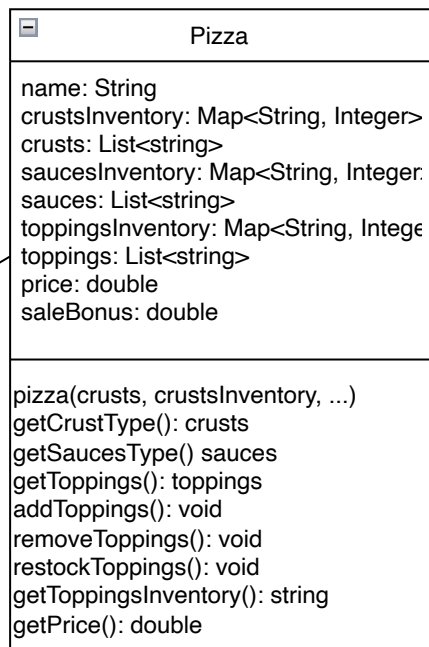 Pizza
name: String
crustsInventory: Map<String, Integer>
crusts: List<string>
saucesInventory: Map<String, Integer
sauces: List<string>
toppingsInventory: Map<String, Intege
toppings: List<string>
price: double
saleBonus: double
pizza(crusts, crustsInventory, ...)
getCrustType(): crusts
getSaucesType() sauces
getToppings(): toppings
addToppings(): void
removeToppings(): void
restockToppings(): void
getToppingsInventory(): string
getPrice(): double